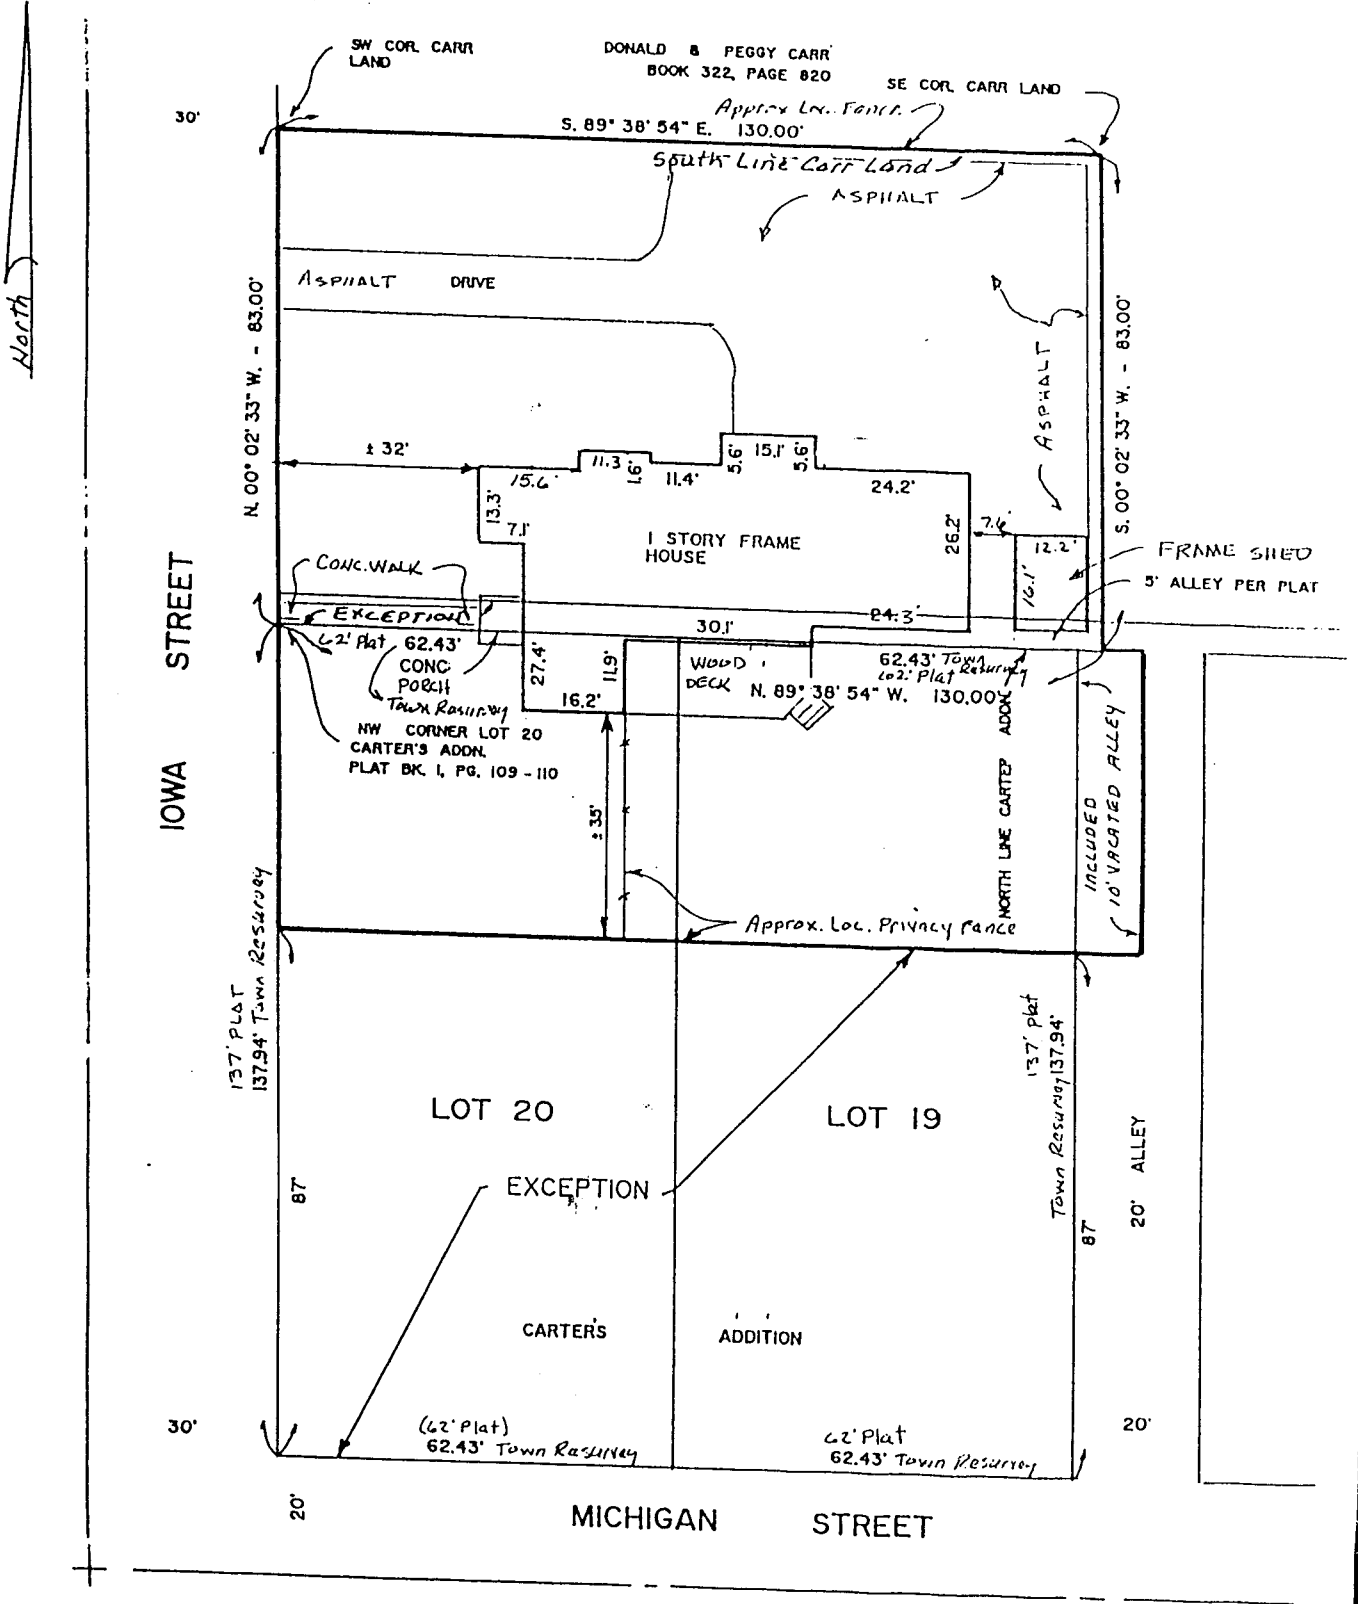 SW COR. CARR
LAND
DONALD & PEGGY CARR
BOOK 322, PAGE 820
SE COR. CARR LAND
30'
Approx Loc. Fence
S. 89° 38' 54" E. 130.00'
South Line Carr Land
ASPHALT
North
ASPHALT DRIVE
N. 00° 02' 33" W. - 83.00'
S. 00° 02' 33" W. - 83.00'
ASPHALT
± 32'
15.6'
11.3
1.6'
11.4'
5.6'
15.1'
5.6'
24.2'
13.3'
7.1'
1 STORY FRAME
HOUSE
26.2'
7.6'
12.2'
16.1'
FRAME SHED
5' ALLEY PER PLAT
CONC. WALK
EXCEPTION
62' Plat 62.43'
CONC.
PORCH
Town Resurvey
NW CORNER LOT 20
CARTER'S ADDN.
PLAT BK. 1, PG. 109 - 110
30.1'
24.3'
27.4'
11.9'
16.2'
WOOD
DECK
62.43' Town
62' Plat Resurvey
N. 89° 38' 54" W. 130.00'
NORTH LINE CARTER ADDN.
INCLUDED
10' VACATED ALLEY
IOWA STREET
± 35'
Approx. Loc. Privacy Fence
137' PLAT
137.94' Town Resurvey
137' Plat
Town Resurvey 137.94'
LOT 20
LOT 19
EXCEPTION
87'
87'
20' ALLEY
CARTER'S ADDITION
30'
(62' Plat)
62.43' Town Resurvey
62' Plat
62.43' Town Resurvey
20'
20'
MICHIGAN STREET